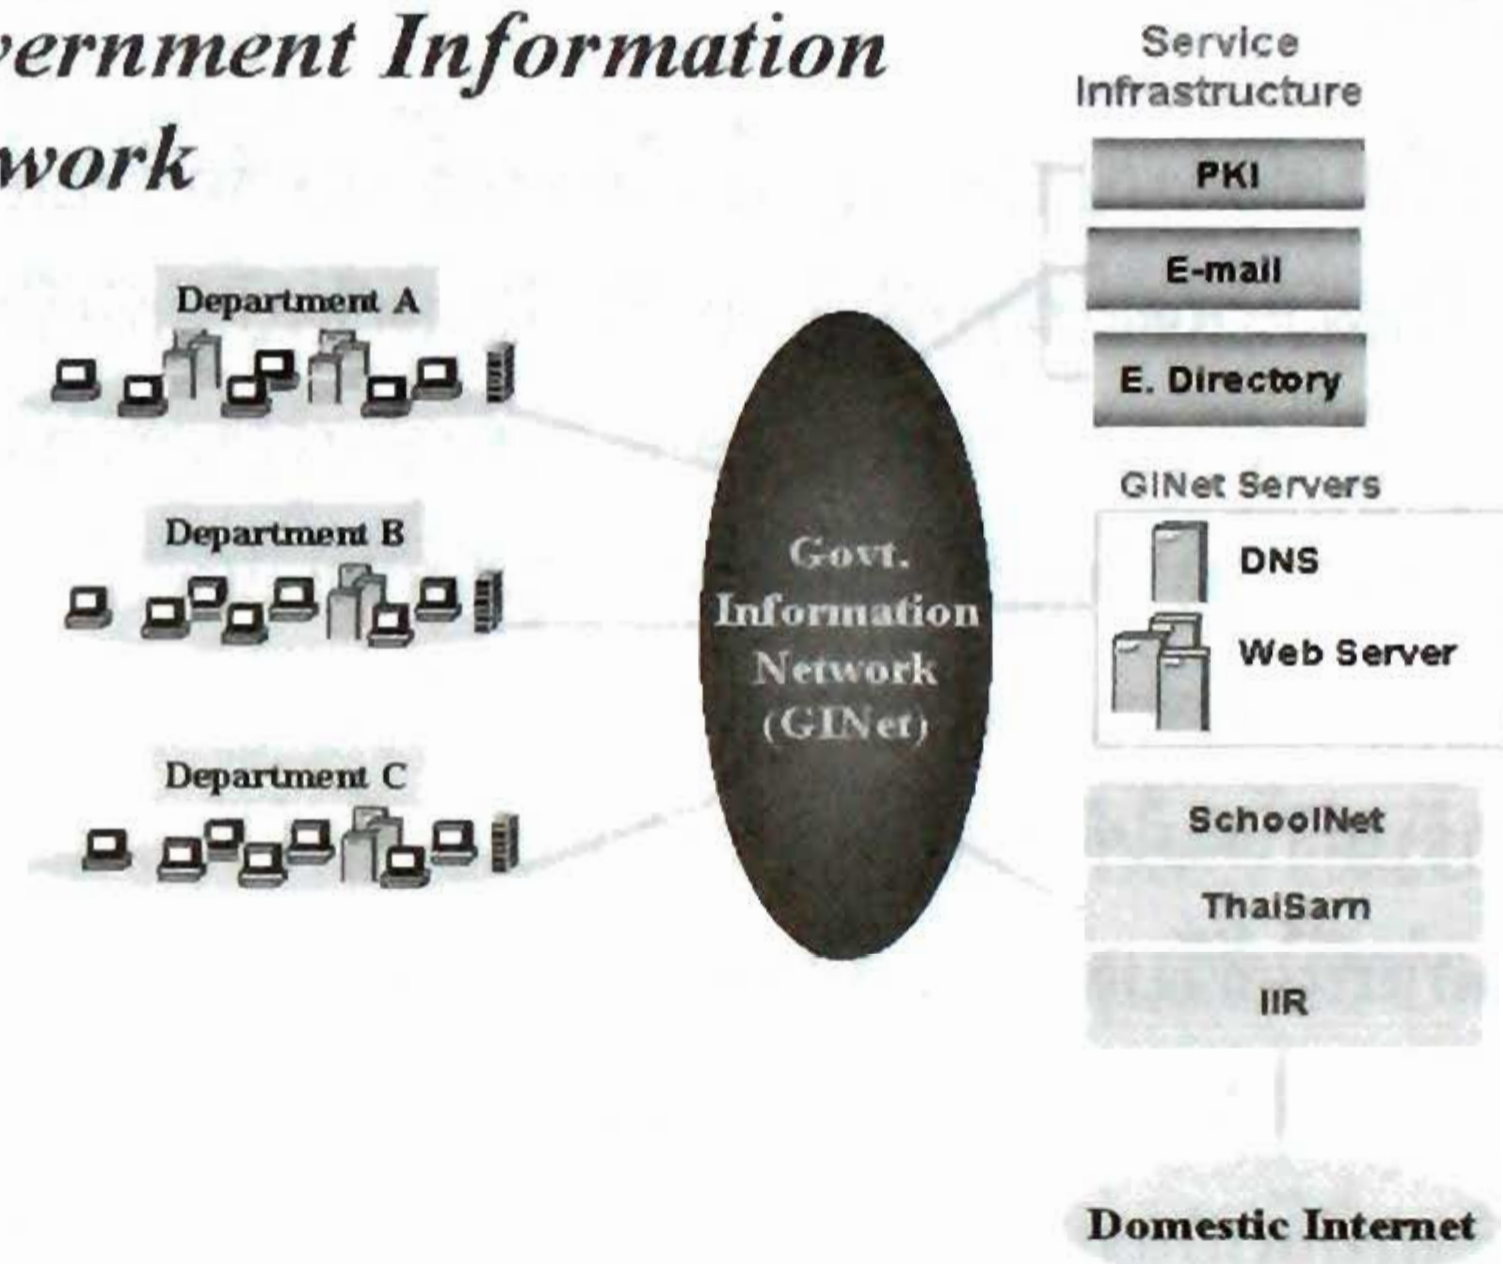 vernment Information
work
Service
Infrastructure
PKI
E-mail
E. Directory
Department A
Department B
Department C
Govt.
Information
Network
(GINet)
GINet Servers
DNS
Web Server
SchoolNet
ThaiSarn
IIR
Domestic Internet